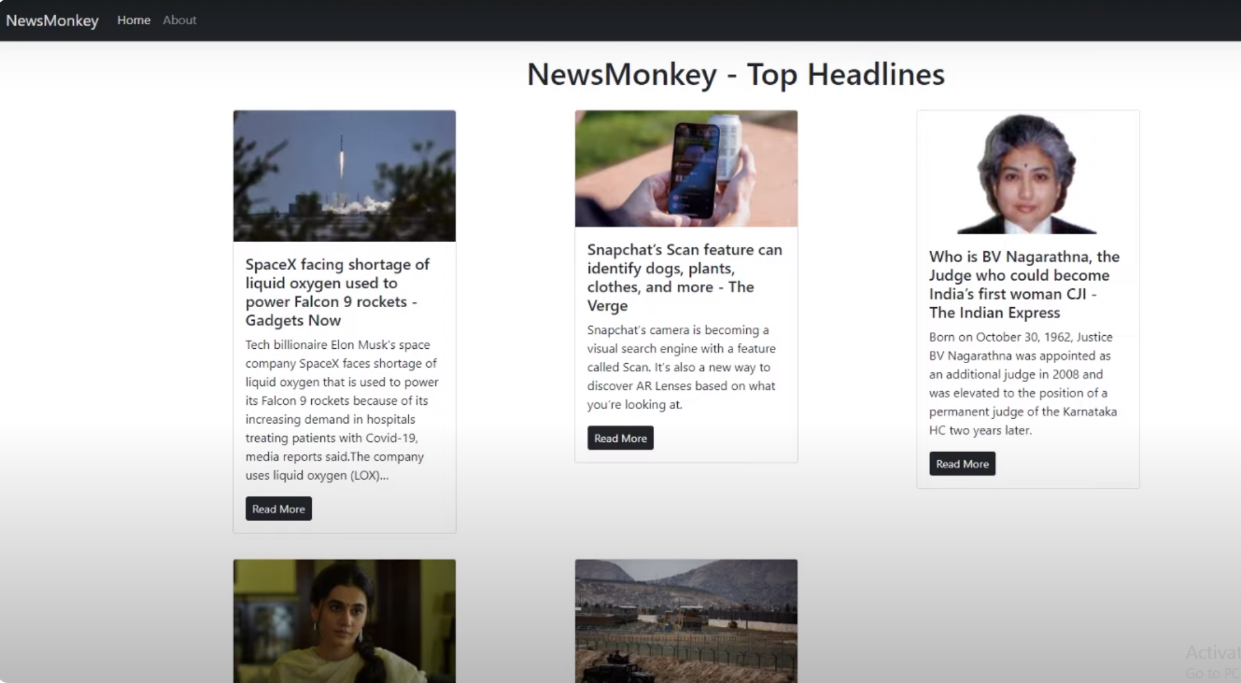 NewsMonkey Home About
NewsMonkey - Top Headlines
SpaceX facing shortage of
liquid oxygen used to
power Falcon 9 rockets -
Gadgets Now
Tech billionaire Elon Musk's space
company SpaceX faces shortage of
liquid oxygen that is used to power
its Falcon 9 rockets because of its
increasing demand in hospitals
treating patients with Covid-19,
media reports said.The company
uses liquid oxygen (LOX)...
Read More
Snapchat's Scan feature can
identify dogs, plants,
clothes, and more - The
Verge
Snapchat's camera is becoming a
visual search engine with a feature
called Scan. It's also a new way to
discover AR Lenses based on what
you're looking at.
Read More
Who is BV Nagarathna, the
Judge who could become
India's first woman CJI -
The Indian Express
Born on October 30, 1962, Justice
BV Nagarathna was appointed as
an additional judge in 2008 and
was elevated to the position of a
permanent judge of the Karnataka
HC two years later.
Read More
Activat
Go to PC